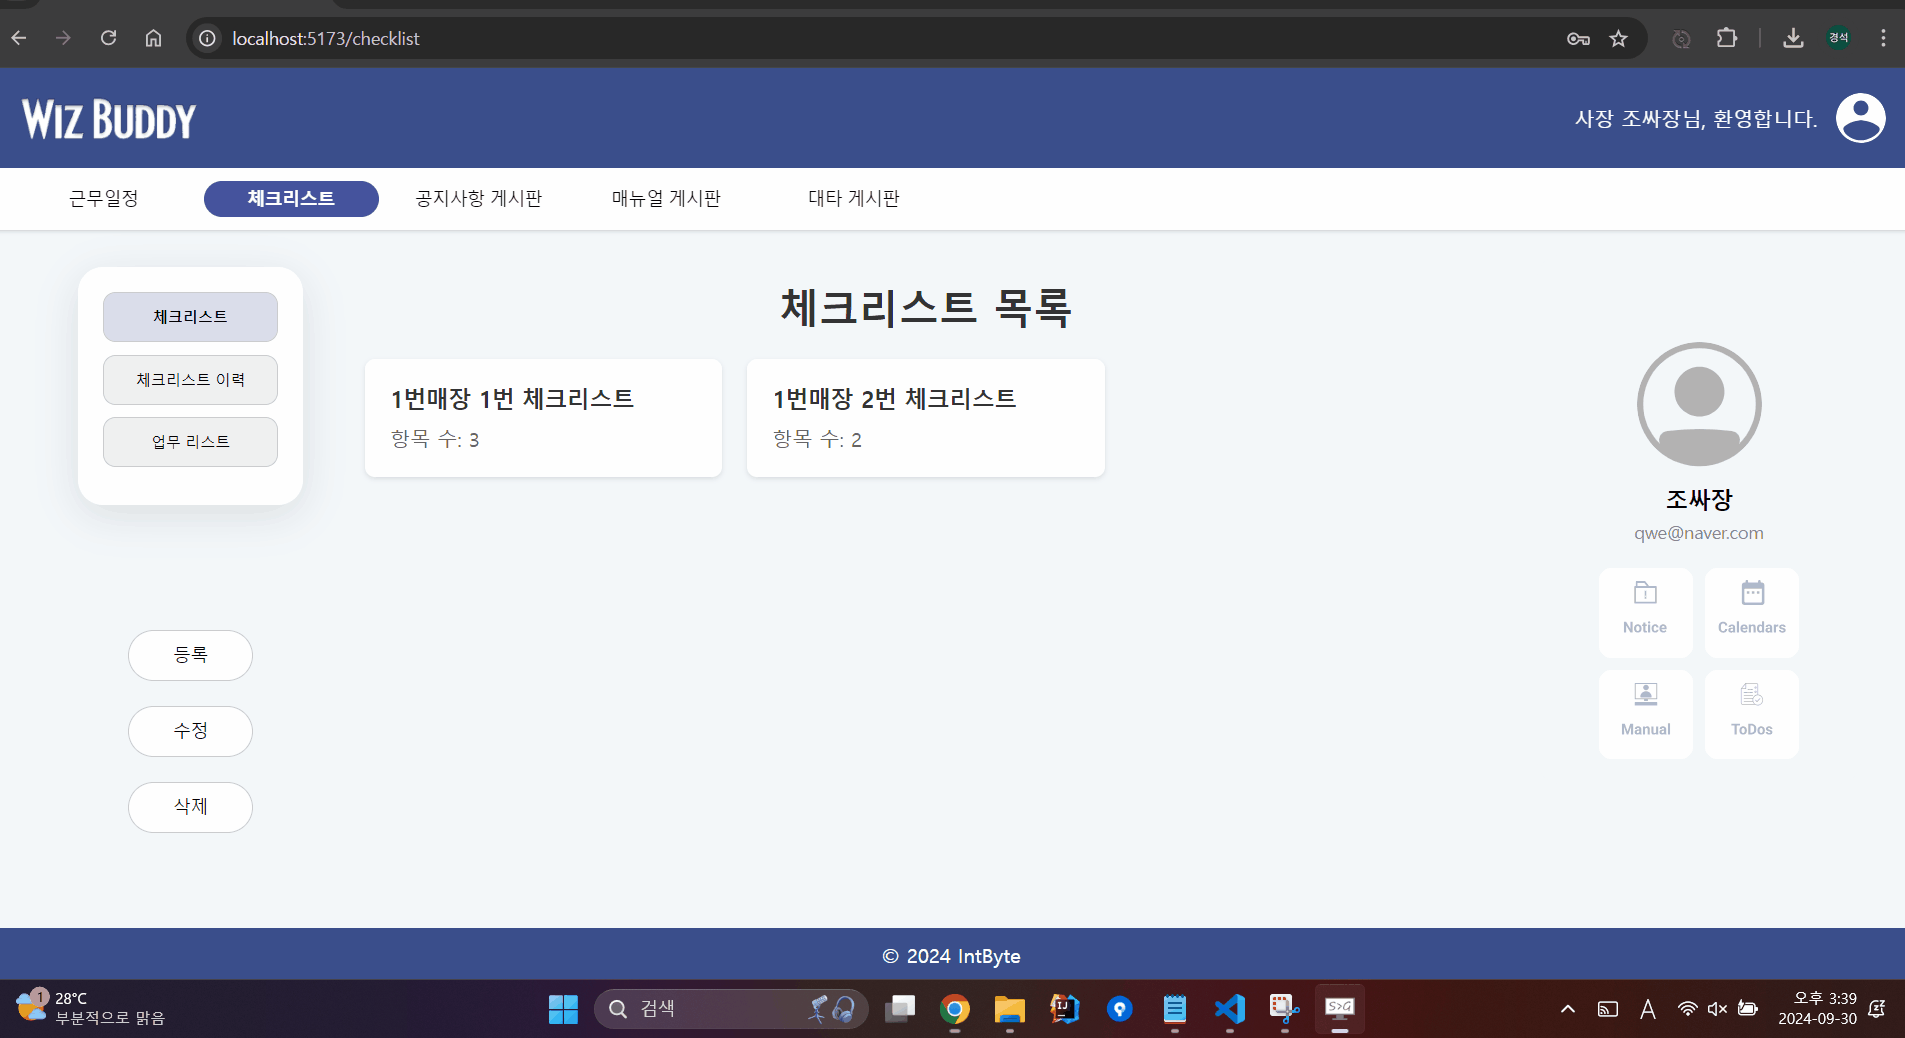 localhost:5173/checklist
경석
WIZ BUDDY
사장 조싸장님, 환영합니다.
근무일정
체크리스트
공지사항 게시판
매뉴얼 게시판
대타 게시판
체크리스트
체크리스트 이력
업무 리스트
등록
수정
삭제
체크리스트 목록
1번매장 1번 체크리스트
항목 수: 3
1번매장 2번 체크리스트
항목 수: 2
조싸장
qwe@naver.com
Notice
Calendars
Manual
ToDos
© 2024 IntByte
1
28°C
부분적으로 맑음
검색
IJ
S>G
A
오후 3:39
2024-09-30